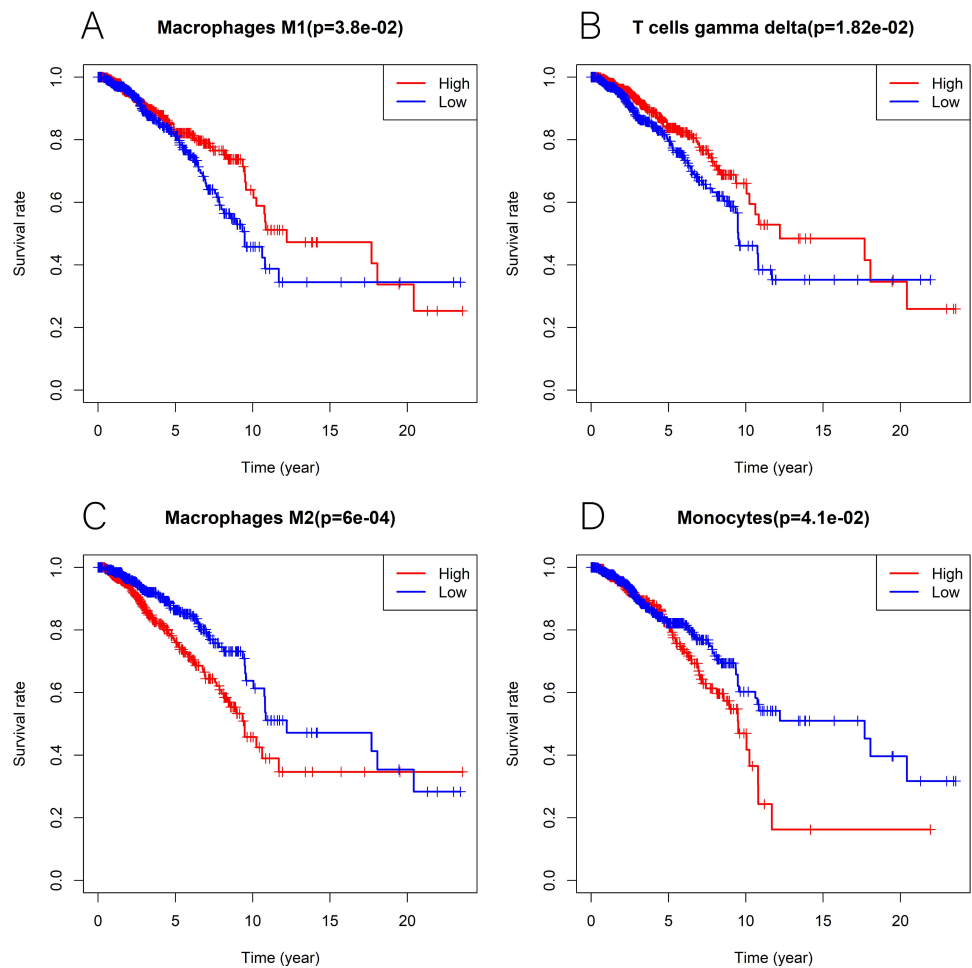 A
Macrophages M1(p=3.8e-02)
High
Low
Survival rate
1.0
0.8
0.6
0.4
0.2
0.0
0 5 10 15 20
Time (year)
B
T cells gamma delta(p=1.82e-02)
High
Low
Survival rate
1.0
0.8
0.6
0.4
0.2
0.0
0 5 10 15 20
Time (year)
C
Macrophages M2(p=6e-04)
High
Low
Survival rate
1.0
0.8
0.6
0.4
0.2
0.0
0 5 10 15 20
Time (year)
D
Monocytes(p=4.1e-02)
High
Low
Survival rate
1.0
0.8
0.6
0.4
0.2
0.0
0 5 10 15 20
Time (year)